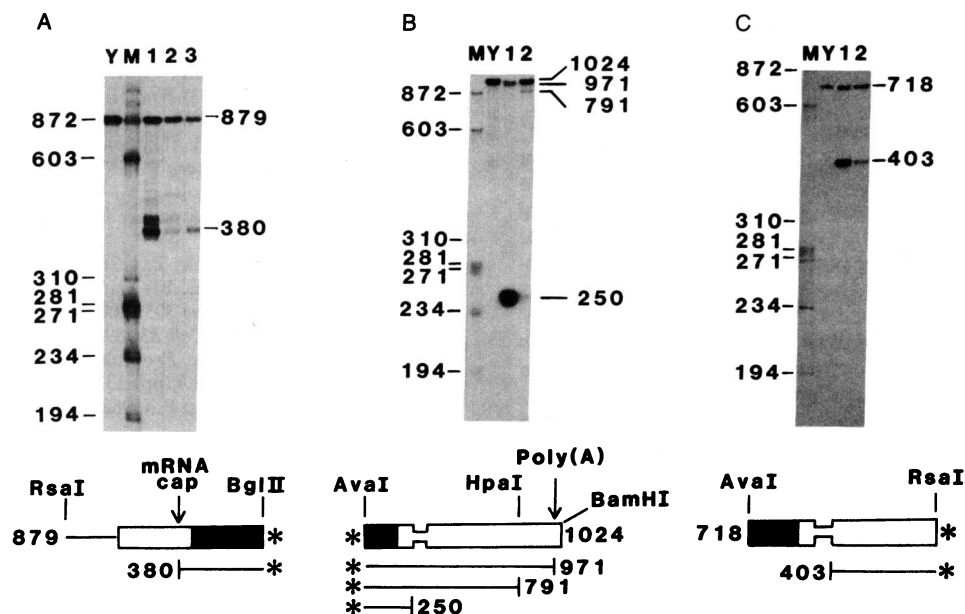 A
Y M 1 2 3
872
603
310
281
271
234
194
879
380
B
M Y 1 2
872
603
310
281
271
234
194
1024
971
791
250
C
M Y 1 2
872
603
310
281
271
234
194
718
403
RsaI
mRNA
cap
BglII
879
*
380
*
Poly(A)
AvaI
HpaI
BamHI
*
1024
*
971
*
791
*
250
AvaI
RsaI
718
*
403
*